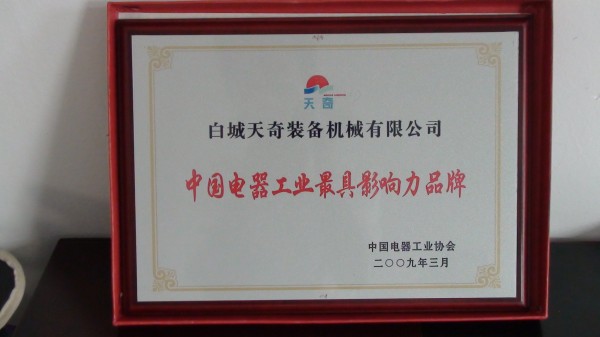 天奇
白城天奇装备机械有限公司
中国电器工业最具影响力品牌
中国电器工业协会
二〇〇九年三月